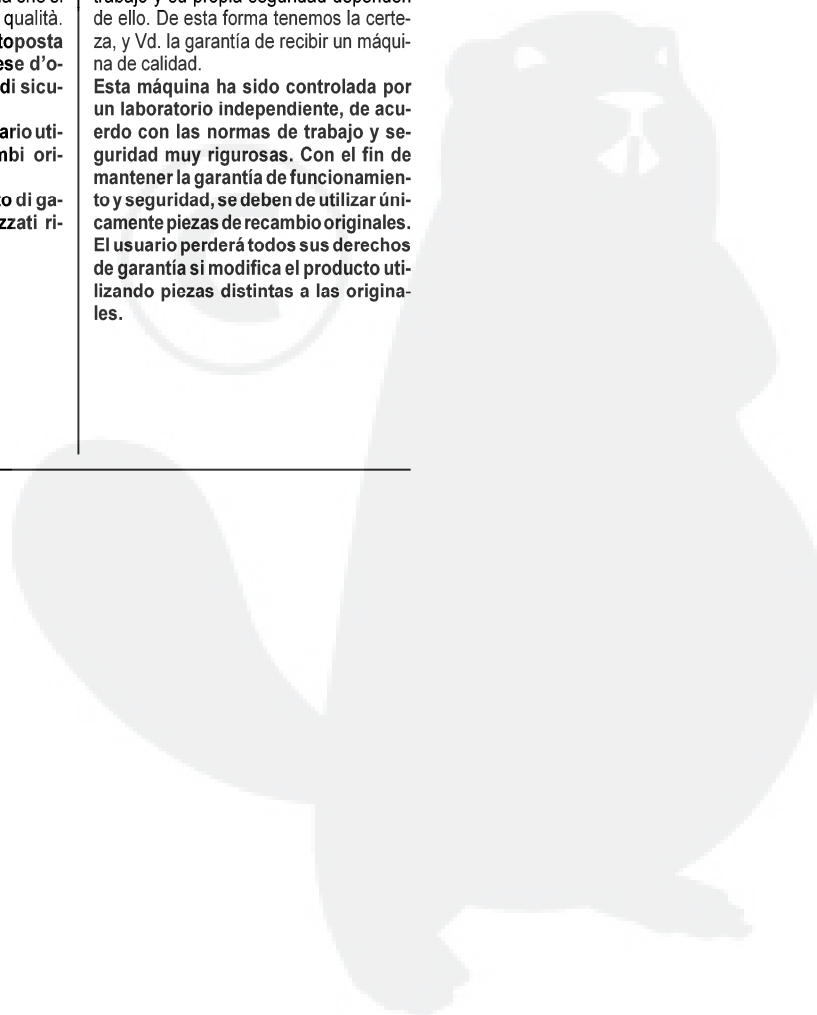 qualità.
toposta
ese d’o-
di sicu-
ario uti-
mbi ori-
to di ga-
zzati ri-
trabajo y su propia seguridad dependen
de ello. De esta forma tenemos la certe-
za, y Vd. la garantía de recibir un máqui-
na de calidad.
Esta máquina ha sido controlada por
un laboratorio independiente, de acu-
erdo con las normas de trabajo y se-
guridad muy rigurosas. Con el fin de
mantener la garantía de funcionamien-
to y seguridad, se deben de utilizar úni-
camente piezas de recambio originales.
El usuario perderá todos sus derechos
de garantía si modifica el producto uti-
lizando piezas distintas a las origina-
les.